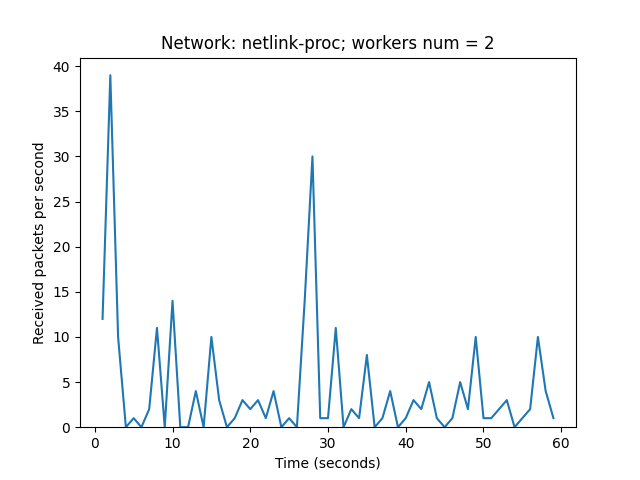 Network: netlink-proc; workers num = 2
Received packets per second
40
35
30
25
20
15
10
5
0
0 10 20 30 40 50 60
Time (seconds)